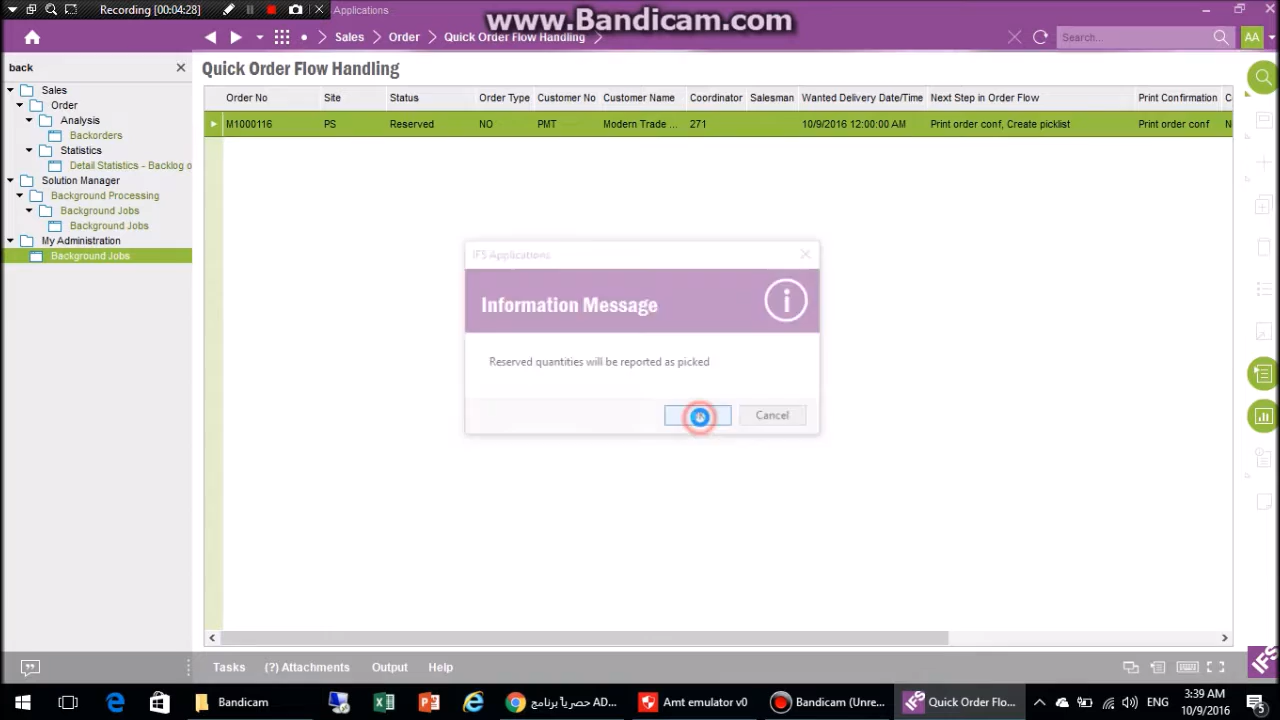 Recording [00:04:28]
Applications
www.Bandicam.com
Sales
Order
Quick Order Flow Handling
Search...
AA
back
Sales
Order
Analysis
Backorders
Statistics
Detail Statistics - Backlog o
Solution Manager
Background Processing
Background Jobs
Background Jobs
My Administration
Background Jobs
Quick Order Flow Handling
Order No Site Status Order Type Customer No Customer Name Coordinator Salesman Wanted Delivery Date/Time Next Step in Order Flow Print Confirmation C
M1000116 PS Reserved NO PMT Modern Trade ... 271 10/9/2016 12:00:00 AM Print order conf, Create picklist Print order conf N
IFS Applications
Information Message
Reserved quantities will be reported as picked
Cancel
Tasks (?) Attachments Output Help
IFS
Bandicam
حصرياً برنامج AD...
Amt emulator v0
Bandicam (Unre...
Quick Order Flo...
ENG
3:39 AM
10/9/2016
5